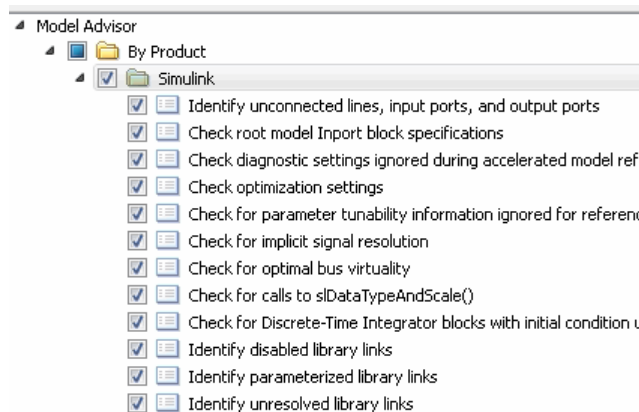 Model Advisor
By Product
Simulink
Identify unconnected lines, input ports, and output ports
Check root model Inport block specifications
Check diagnostic settings ignored during accelerated model ref
Check optimization settings
Check for parameter tunability information ignored for referenc
Check for implicit signal resolution
Check for optimal bus virtuality
Check for calls to slDataTypeAndScale()
Check for Discrete-Time Integrator blocks with initial condition u
Identify disabled library links
Identify parameterized library links
Identify unresolved library links